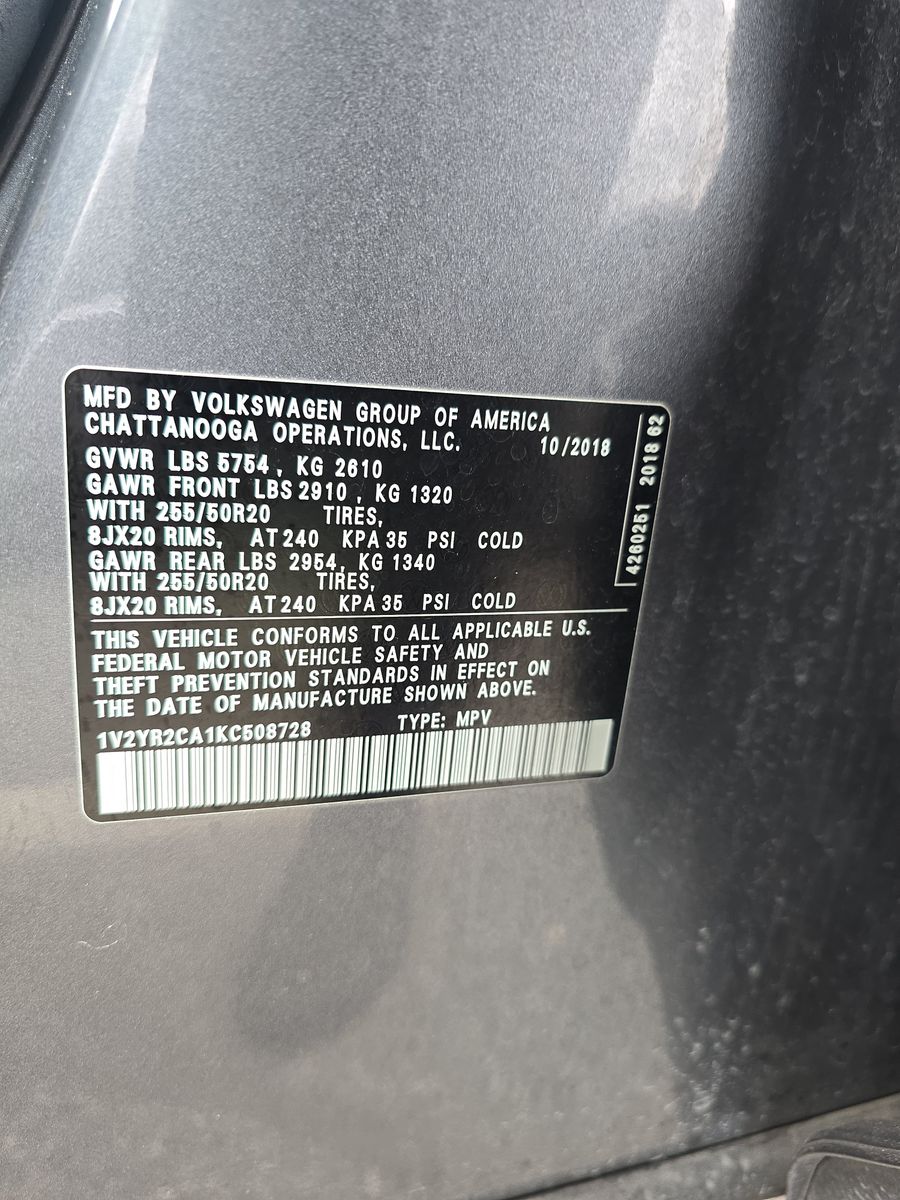 MFD BY VOLKSWAGEN GROUP OF AMERICA
CHATTANOOGA OPERATIONS, LLC. 10/2018
GVWR LBS 5754 , KG 2610
GAWR FRONT LBS 2910 , KG 1320
WITH 255/50R20 TIRES,
8JX20 RIMS, AT 240 KPA 35 PSI COLD
GAWR REAR LBS 2954, KG 1340
WITH 255/50R20 TIRES,
8JX20 RIMS, AT 240 KPA 35 PSI COLD
THIS VEHICLE CONFORMS TO ALL APPLICABLE U.S.
FEDERAL MOTOR VEHICLE SAFETY AND
THEFT PREVENTION STANDARDS IN EFFECT ON
THE DATE OF MANUFACTURE SHOWN ABOVE.
1V2YR2CA1KC508728 TYPE: MPV
4260251 2018 62